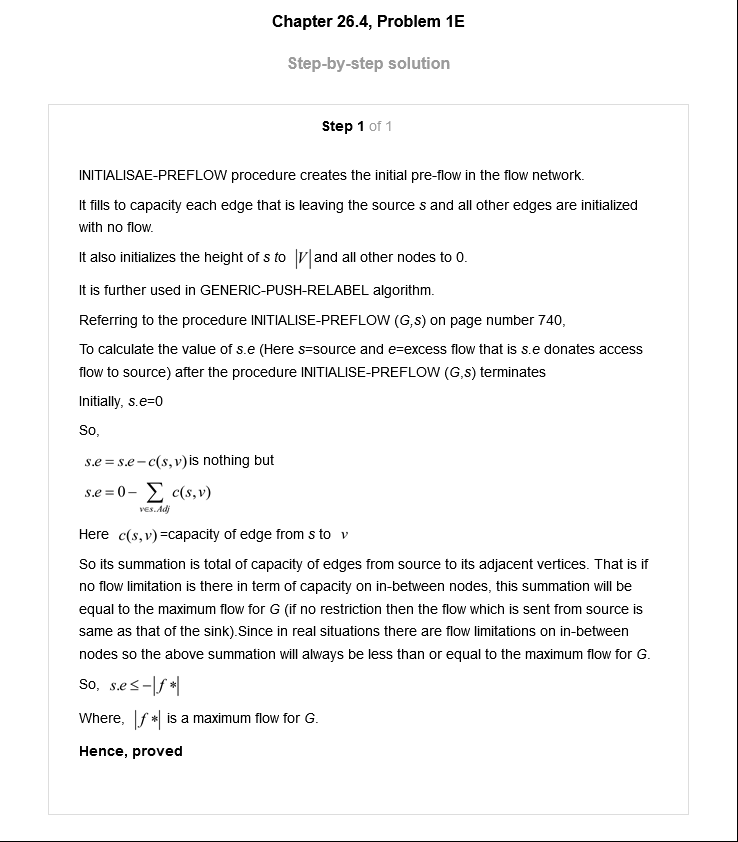 Chapter 26.4, Problem 1E
Step-by-step solution
Step 1 of 1
INITIALISAE-PREFLOW procedure creates the initial pre-flow in the flow network.
It fills to capacity each edge that is leaving the source s and all other edges are initialized
with no flow.
It also initializes the height of s to |V| and all other nodes to 0.
It is further used in GENERIC-PUSH-RELABEL algorithm.
Referring to the procedure INITIALISE-PREFLOW (G,s) on page number 740,
To calculate the value of s.e (Here s=source and e=excess flow that is s.e donates access
flow to source) after the procedure INITIALISE-PREFLOW (G,s) terminates
Initially, s.e=0
So,
s.e = s.e − c(s,v) is nothing but
s.e = 0 − ∑ c(s,v)
v∈s.Adj
Here c(s,v) =capacity of edge from s to v
So its summation is total of capacity of edges from source to its adjacent vertices. That is if
no flow limitation is there in term of capacity on in-between nodes, this summation will be
equal to the maximum flow for G (if no restriction then the flow which is sent from source is
same as that of the sink).Since in real situations there are flow limitations on in-between
nodes so the above summation will always be less than or equal to the maximum flow for G.
So, s.e ≤ −|f *|
Where, |f *| is a maximum flow for G.
Hence, proved